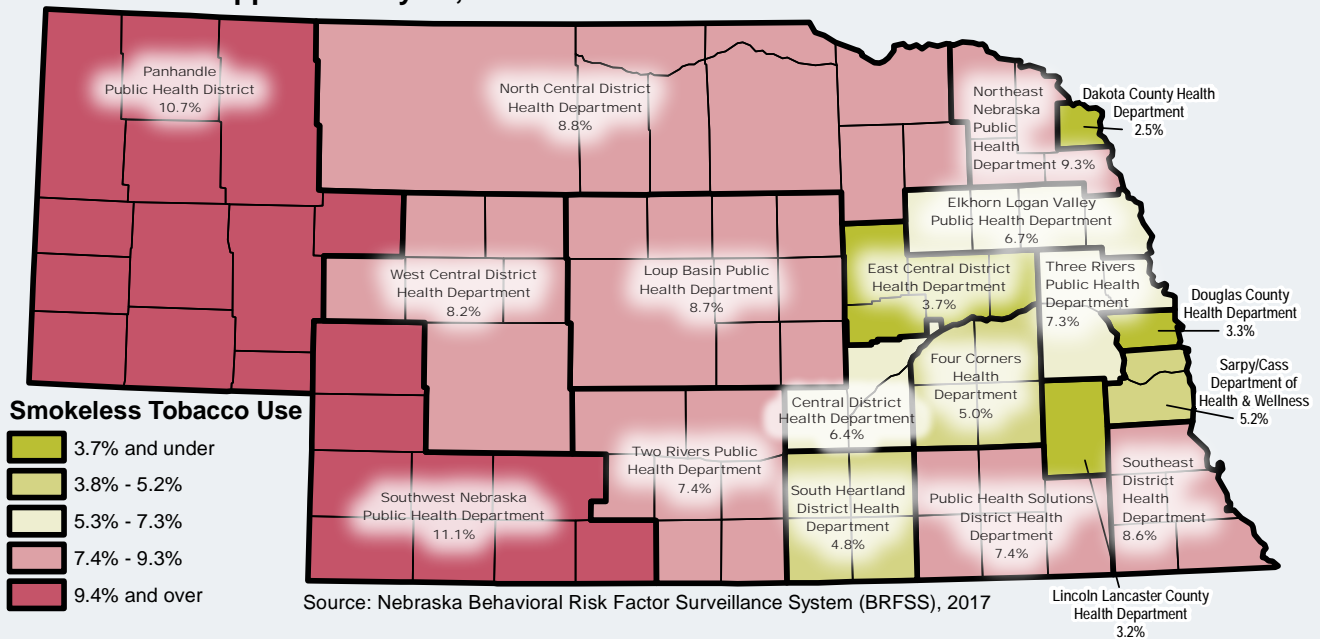 Panhandle
Public Health District
10.7%
North Central District
Health Department
8.8%
Northeast
Nebraska
Public
Health
Department 9.3%
Dakota County Health
Department
2.5%
Elkhorn Logan Valley
Public Health Department
6.7%
West Central District
Health Department
8.2%
Loup Basin Public
Health Department
8.7%
East Central District
Health Department
3.7%
Three Rivers
Public Health
Department
7.3%
Douglas County
Health Department
3.3%
Four Corners
Health
Department
5.0%
Sarpy/Cass
Department of
Health & Wellness
5.2%
Central District
Health Department
6.4%
Two Rivers Public
Health Department
7.4%
Southwest Nebraska
Public Health Department
11.1%
South Heartland
District Health
Department
4.8%
Public Health Solutions
District Health
Department
7.4%
Southeast
District
Health
Department
8.6%
Lincoln Lancaster County
Health Department
3.2%
Smokeless Tobacco Use
3.7% and under
3.8% - 5.2%
5.3% - 7.3%
7.4% - 9.3%
9.4% and over
Source: Nebraska Behavioral Risk Factor Surveillance System (BRFSS), 2017